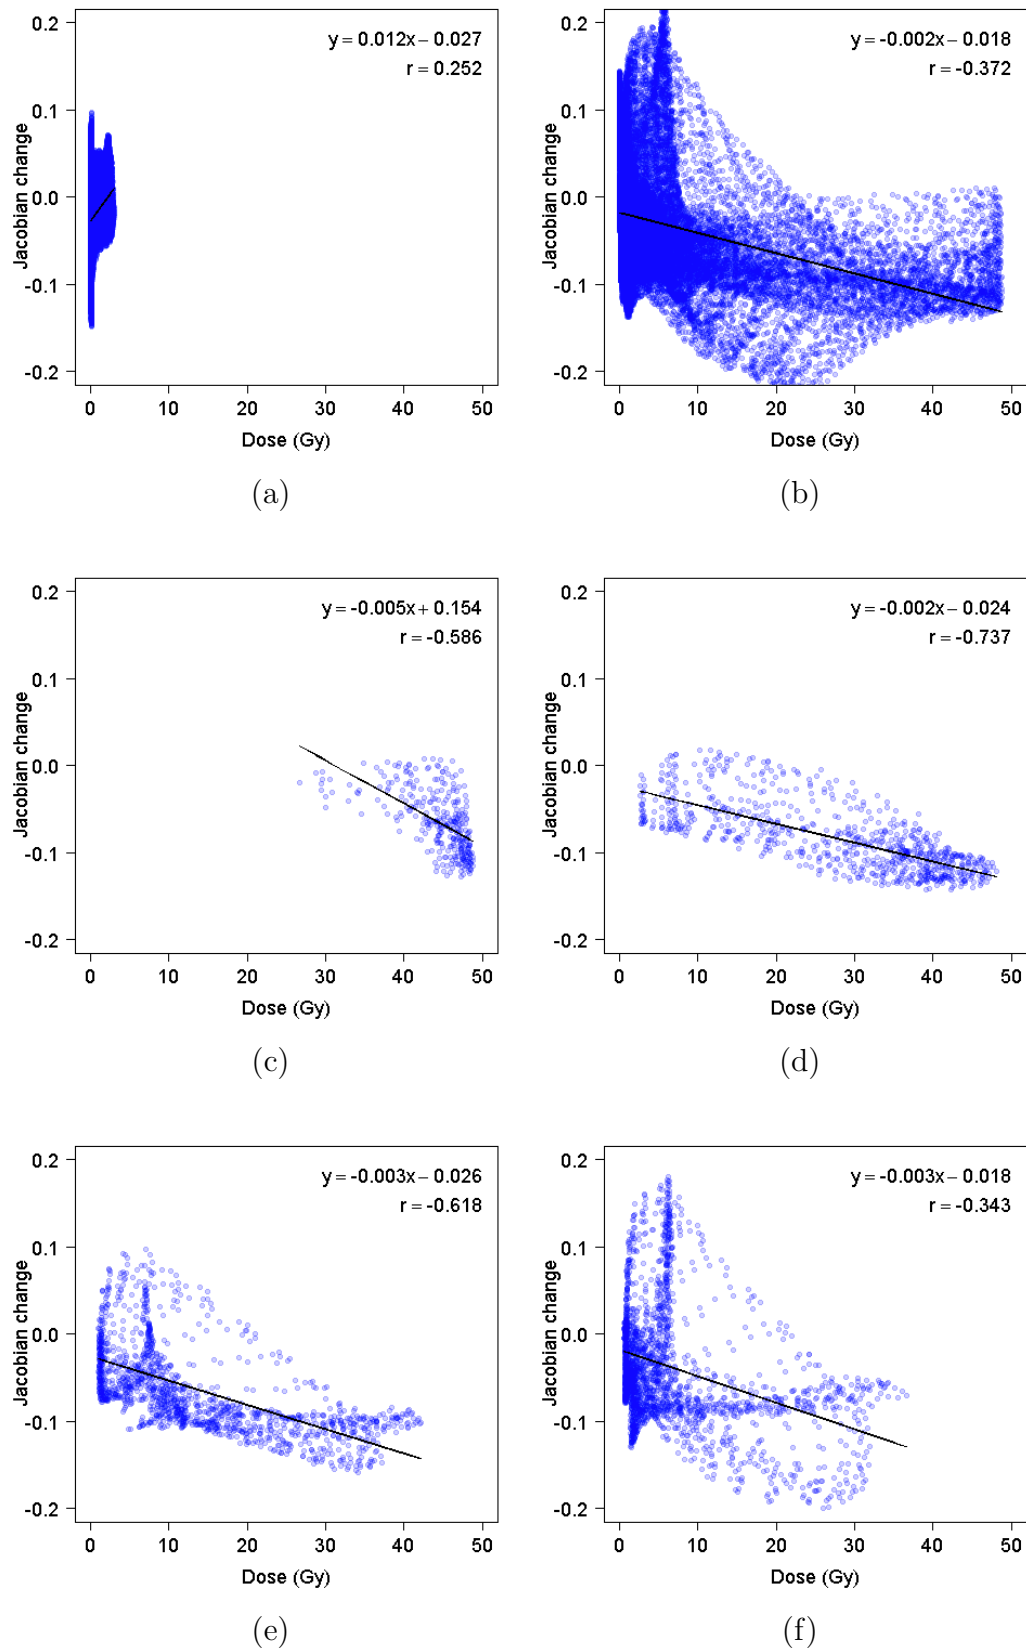 y = 0.012x − 0.027
r = 0.252
Jacobian change
0.2
0.1
0.0
-0.1
-0.2
0 10 20 30 40 50
Dose (Gy)
(a)
y = -0.002x − 0.018
r = -0.372
Jacobian change
0.2
0.1
0.0
-0.1
-0.2
0 10 20 30 40 50
Dose (Gy)
(b)
y = -0.005x + 0.154
r = -0.586
Jacobian change
0.2
0.1
0.0
-0.1
-0.2
0 10 20 30 40 50
Dose (Gy)
(c)
y = -0.002x − 0.024
r = -0.737
Jacobian change
0.2
0.1
0.0
-0.1
-0.2
0 10 20 30 40 50
Dose (Gy)
(d)
y = -0.003x − 0.026
r = -0.618
Jacobian change
0.2
0.1
0.0
-0.1
-0.2
0 10 20 30 40 50
Dose (Gy)
(e)
y = -0.003x − 0.018
r = -0.343
Jacobian change
0.2
0.1
0.0
-0.1
-0.2
0 10 20 30 40 50
Dose (Gy)
(f)